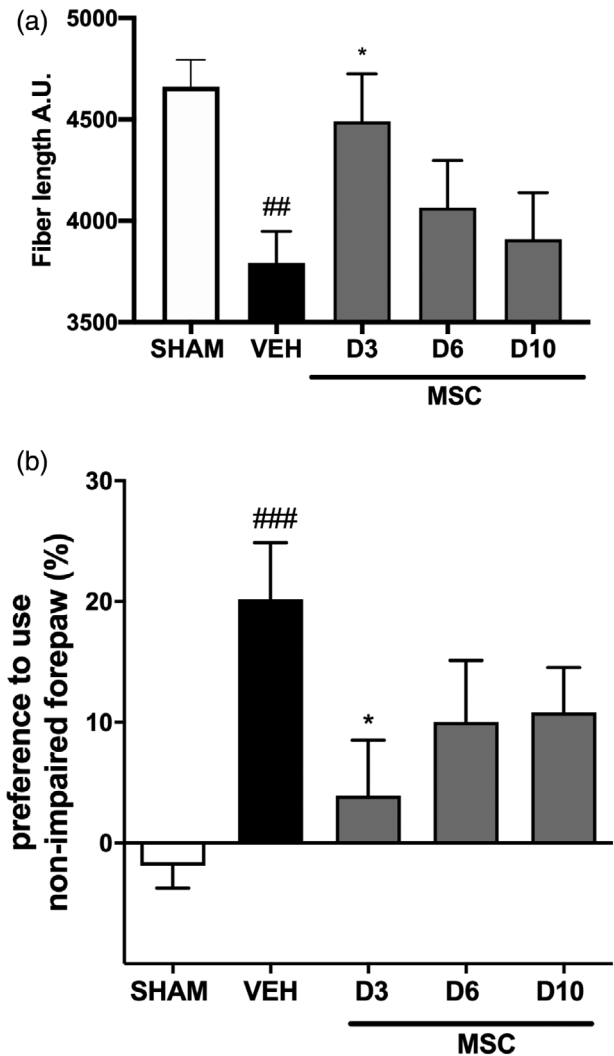 (a)
5000
4500
4000
3500
Fiber length A.U.
##
*
SHAM VEH D3 D6 D10
MSC
(b)
30
20
10
0
preference to use
non-impaired forepaw (%)
###
*
SHAM VEH D3 D6 D10
MSC